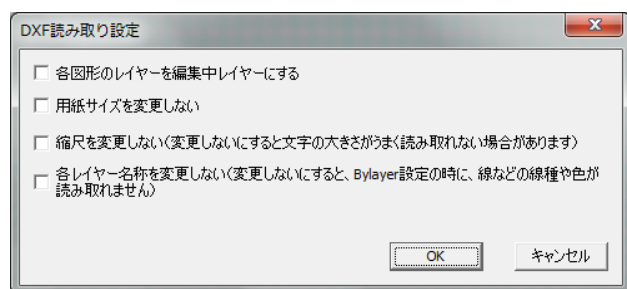 DXF読み取り設定
各図形のレイヤーを編集中レイヤーにする
用紙サイズを変更しない
縮尺を変更しない(変更しないにすると文字の大きさがうまく読み取れない場合があります)
各レイヤー名称を変更しない(変更しないにすると、Bylayer設定の時に、線などの線種や色が
読み取れません)
OK
キャンセル